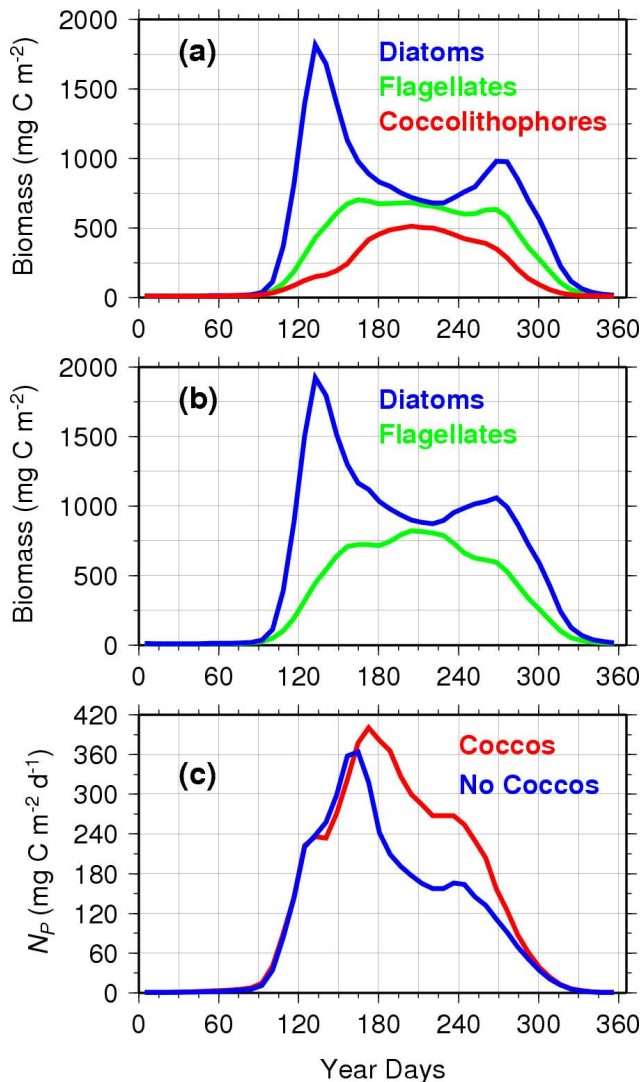 (a)
Diatoms
Flagellates
Coccolithophores
Biomass (mg C m-2)
2000
1500
1000
500
0
0 60 120 180 240 300 360
(b)
Diatoms
Flagellates
Biomass (mg C m-2)
2000
1500
1000
500
0
0 60 120 180 240 300 360
(c)
Coccos
No Coccos
NP (mg C m-2 d-1)
420
360
300
240
180
120
60
0
0 60 120 180 240 300 360
Year Days